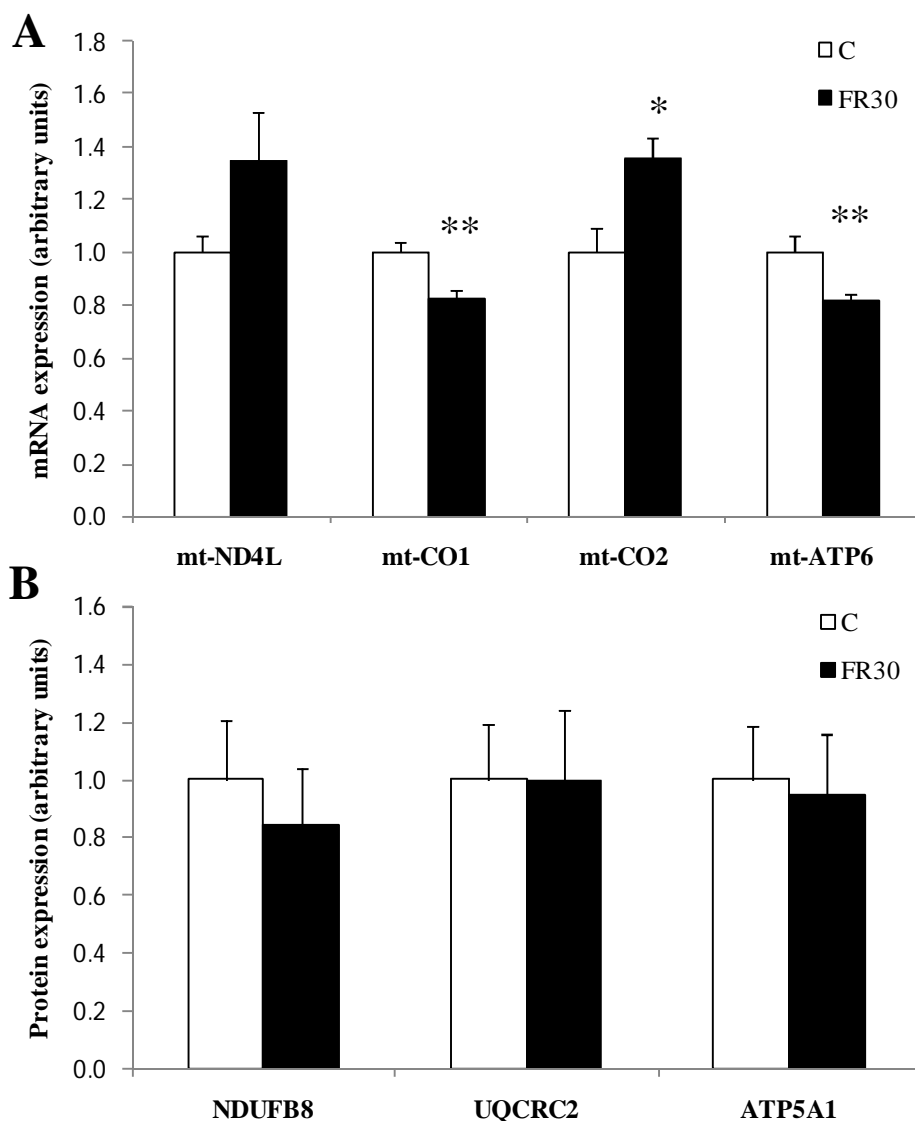 A
mRNA expression (arbitrary units)
1.8
1.6
1.4
1.2
1.0
0.8
0.6
0.4
0.2
0.0
C
FR30
**
*
**
mt-ND4L mt-CO1 mt-CO2 mt-ATP6
B
Protein expression (arbitrary units)
1.6
1.4
1.2
1.0
0.8
0.6
0.4
0.2
0.0
C
FR30
NDUFB8 UQCRC2 ATP5A1